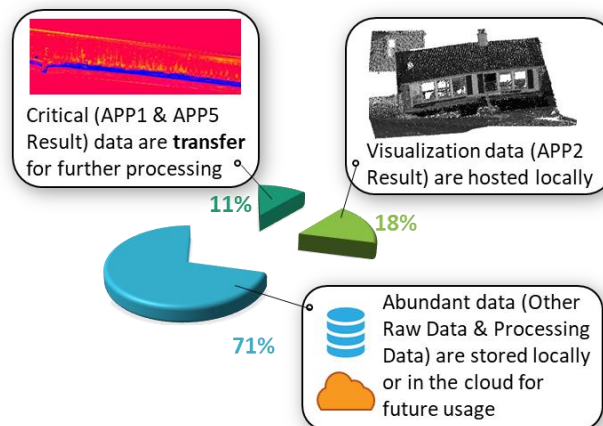 Critical (APP1 & APP5
Result) data are transfer
for further processing
Visualization data (APP2
Result) are hosted locally
11%
18%
71%
Abundant data (Other
Raw Data & Processing
Data) are stored locally
or in the cloud for
future usage